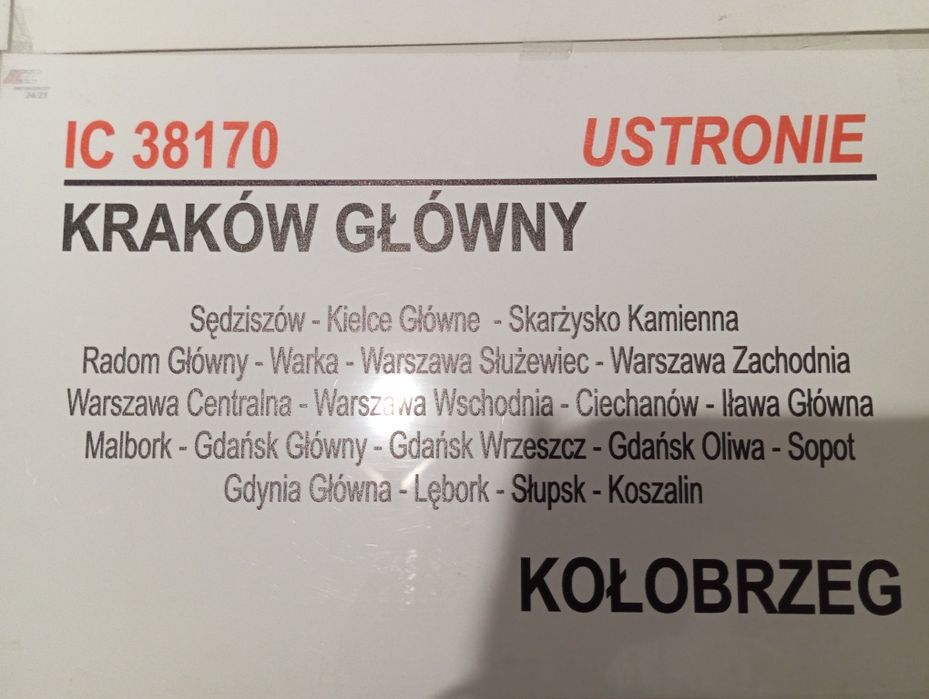 IC 38170 USTRONIE
KRAKÓW GŁÓWNY
Sędziszów - Kielce Główne - Skarżysko Kamienna
Radom Główny - Warka - Warszawa Służewiec - Warszawa Zachodnia
Warszawa Centralna - Warszawa Wschodnia - Ciechanów - Iława Główna
Malbork - Gdańsk Główny - Gdańsk Wrzeszcz - Gdańsk Oliwa - Sopot
Gdynia Główna - Lębork - Słupsk - Koszalin
KOŁOBRZEG